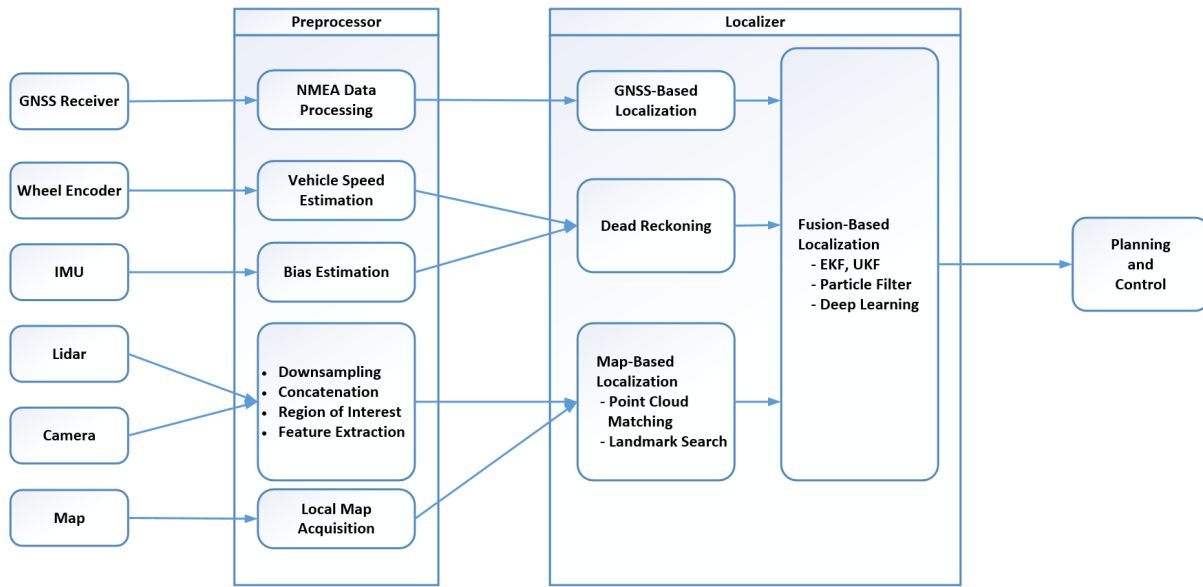 Preprocessor
Localizer
GNSS Receiver
NMEA Data
Processing
GNSS-Based
Localization
Wheel Encoder
Vehicle Speed
Estimation
Dead Reckoning
IMU
Bias Estimation
Fusion-Based
Localization
- EKF, UKF
- Particle Filter
- Deep Learning
Planning
and
Control
Lidar
Camera
• Downsampling
• Concatenation
• Region of Interest
• Feature Extraction
Map-Based
Localization
- Point Cloud
Matching
- Landmark Search
Map
Local Map
Acquisition